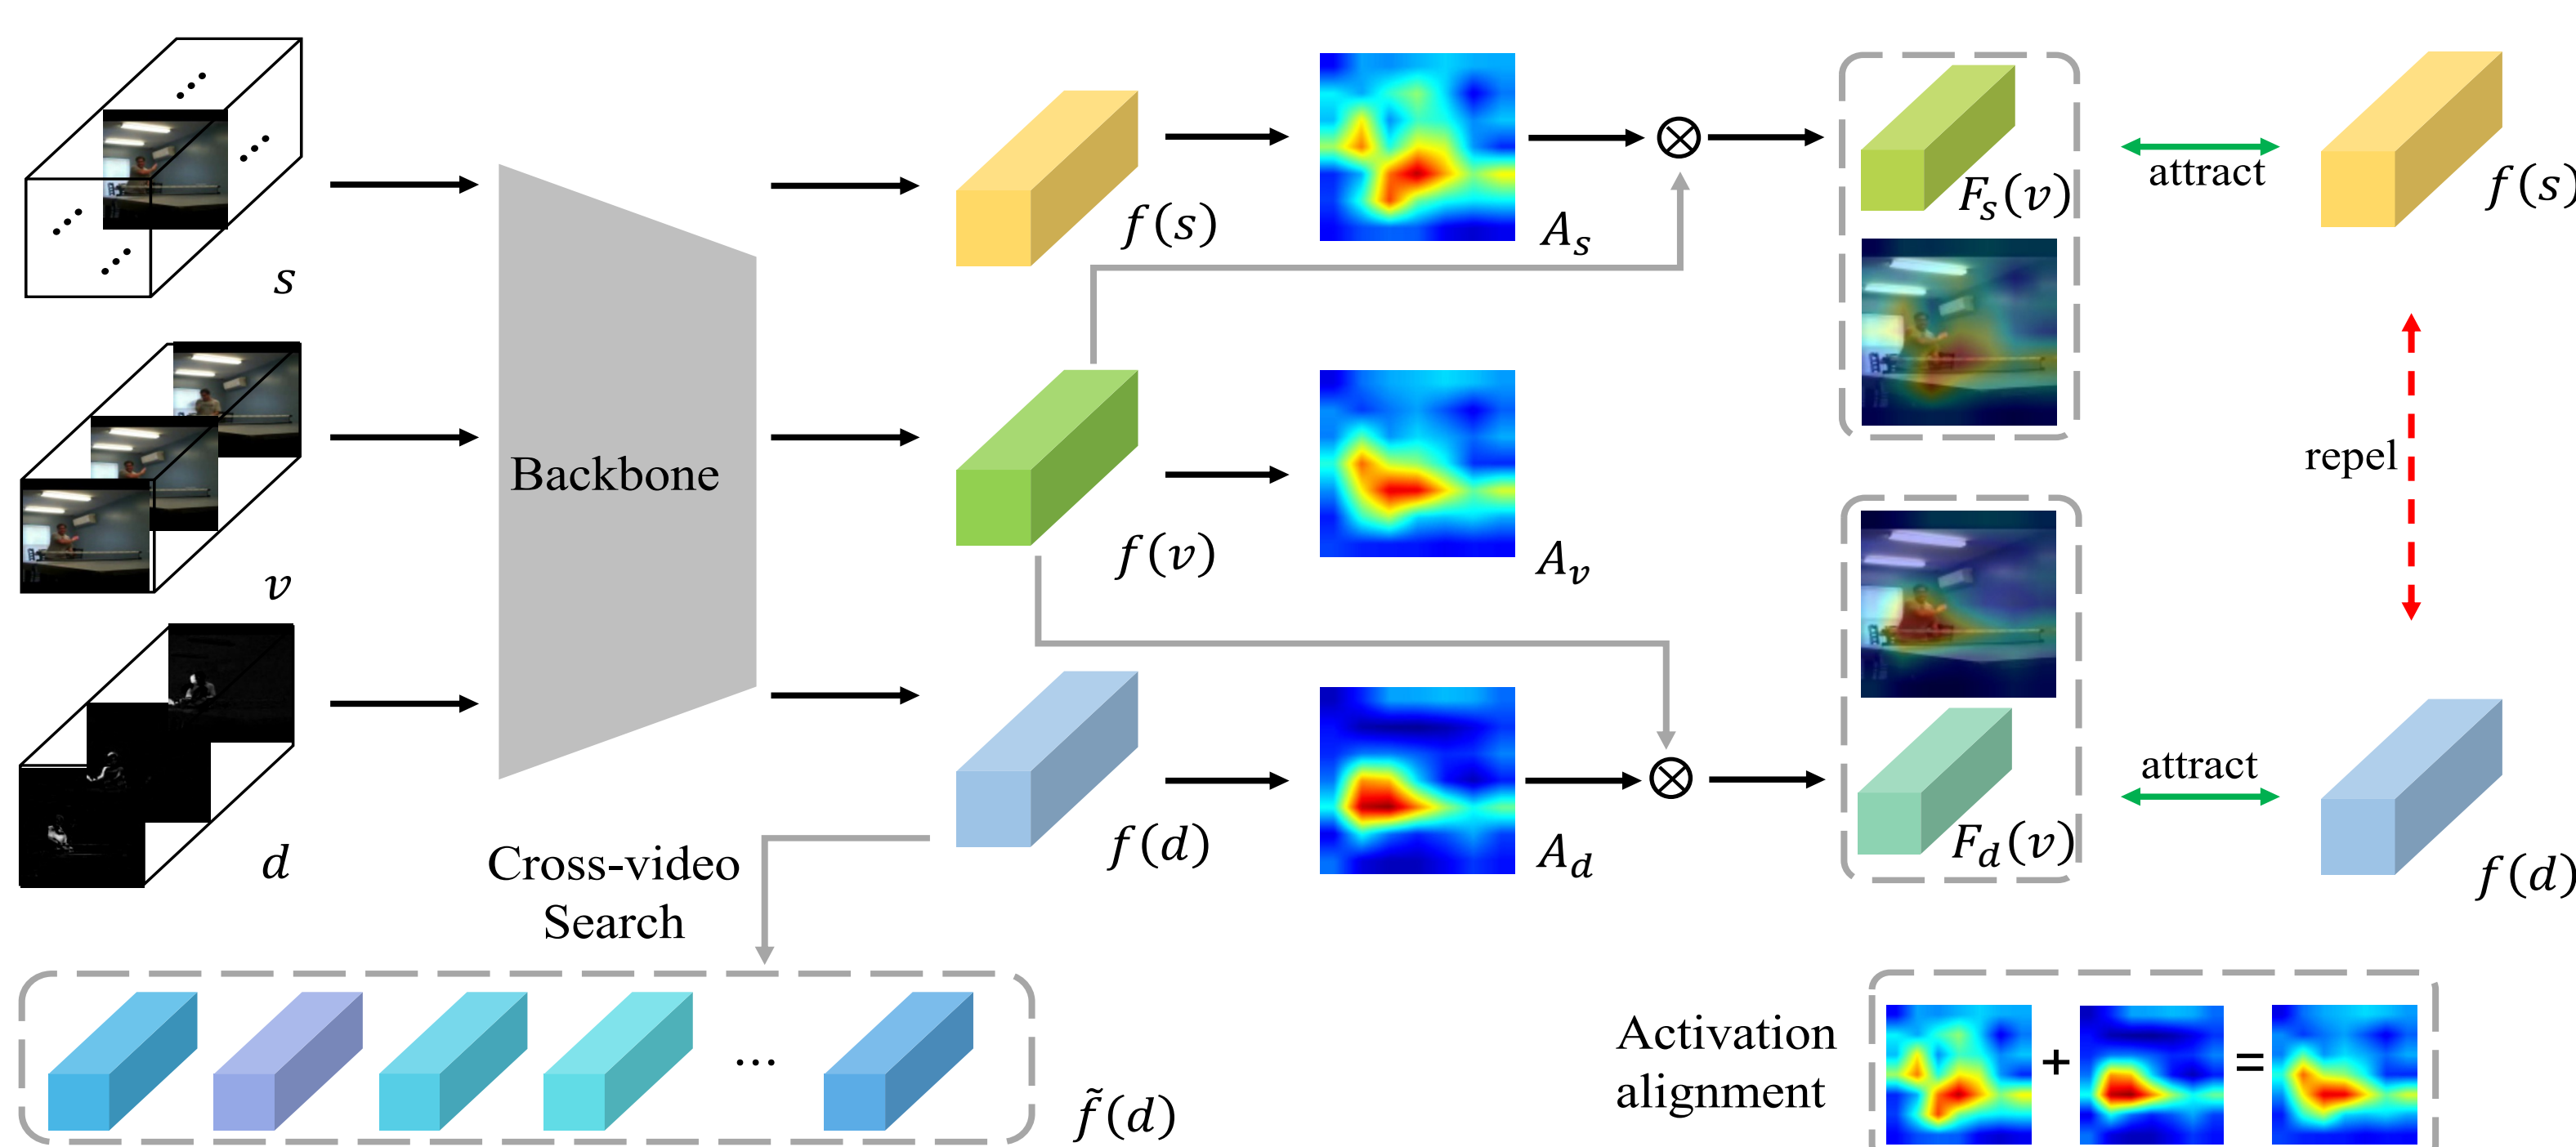 s
f(s)
A_s
⊗
F_s(v)
attract
f(s)
v
Backbone
f(v)
A_v
repel
d
f(d)
A_d
⊗
F_d(v)
attract
f(d)
Cross-video
Search
...
f̃(d)
Activation
alignment
+
=